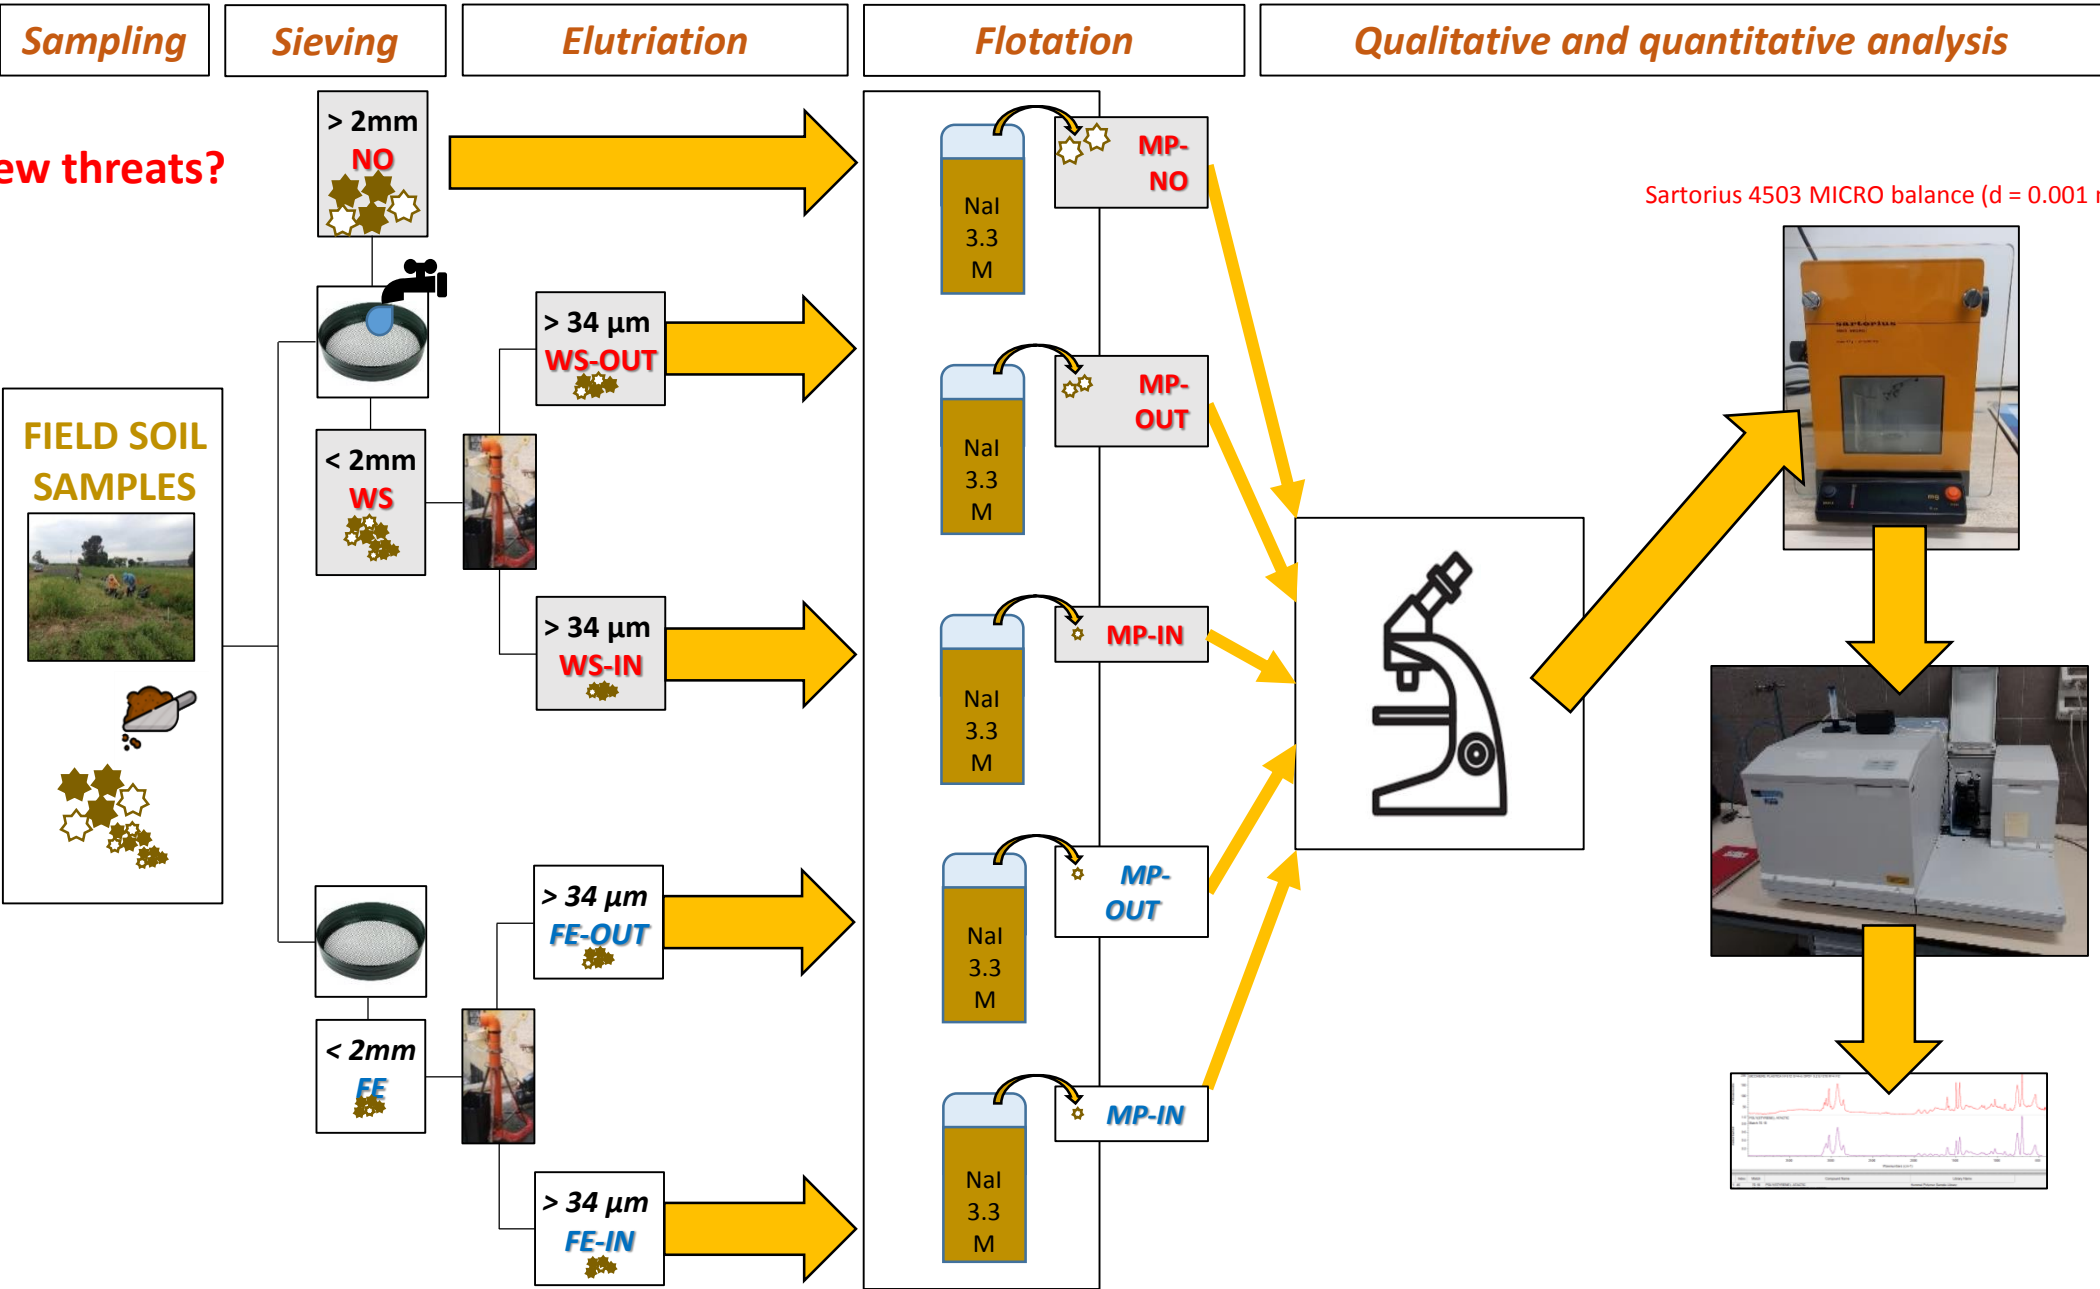 Sampling
Sieving
Elutriation
Flotation
Qualitative and quantitative analysis
ew threats?
> 2mm
NO
< 2mm
WS
> 34 µm
WS-OUT
> 34 µm
WS-IN
FIELD SOIL
SAMPLES
< 2mm
FE
> 34 µm
FE-OUT
> 34 µm
FE-IN
NaI
3.3
M
MP-
NO
NaI
3.3
M
MP-
OUT
NaI
3.3
M
MP-IN
NaI
3.3
M
MP-
OUT
NaI
3.3
M
MP-IN
Sartorius 4503 MICRO balance (d = 0.001
sartorius
mg